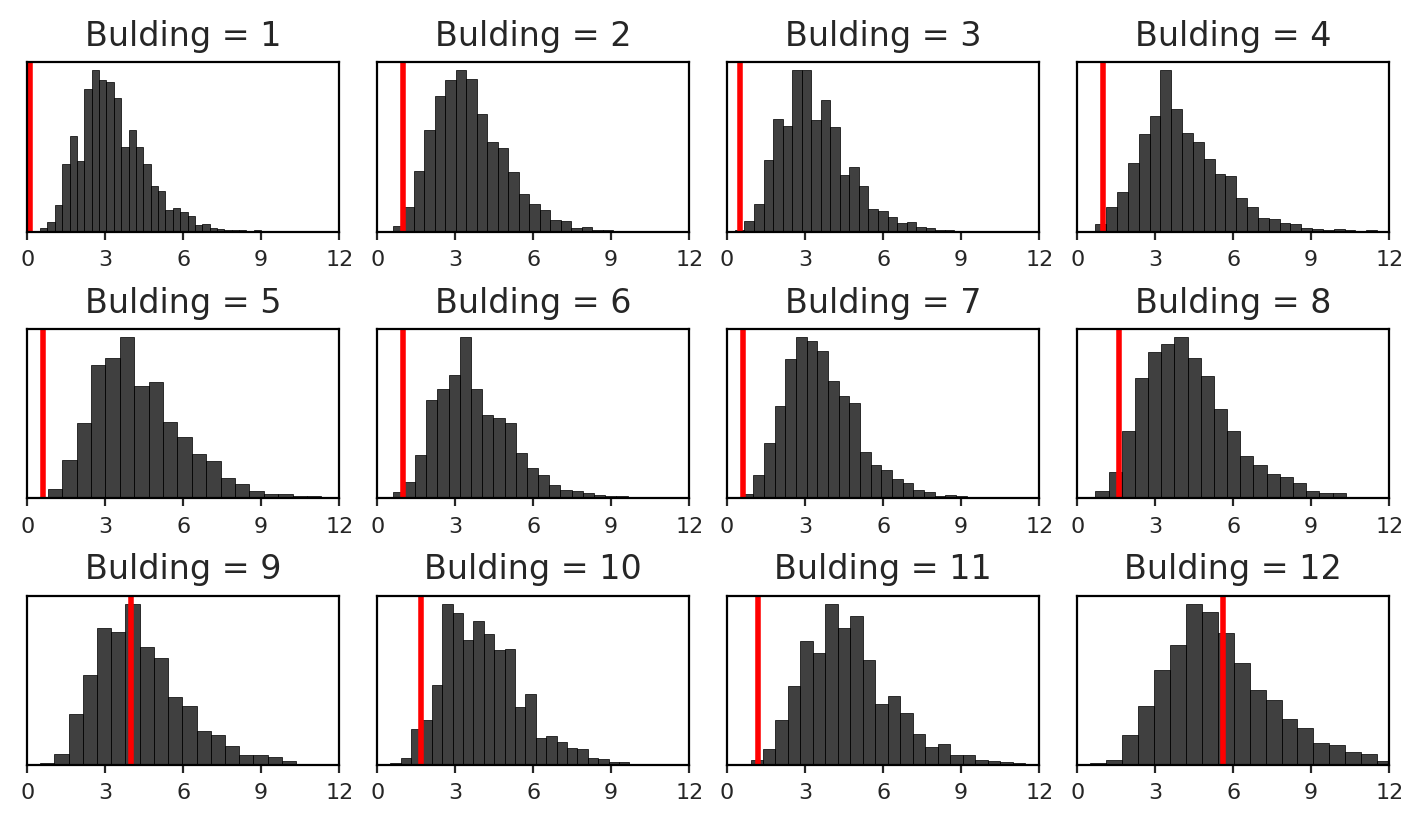 Bulding = 1
Bulding = 2
Bulding = 3
Bulding = 4
0 3 6 9 12
0 3 6 9 12
0 3 6 9 12
0 3 6 9 12
Bulding = 5
Bulding = 6
Bulding = 7
Bulding = 8
0 3 6 9 12
0 3 6 9 12
0 3 6 9 12
0 3 6 9 12
Bulding = 9
Bulding = 10
Bulding = 11
Bulding = 12
0 3 6 9 12
0 3 6 9 12
0 3 6 9 12
0 3 6 9 12